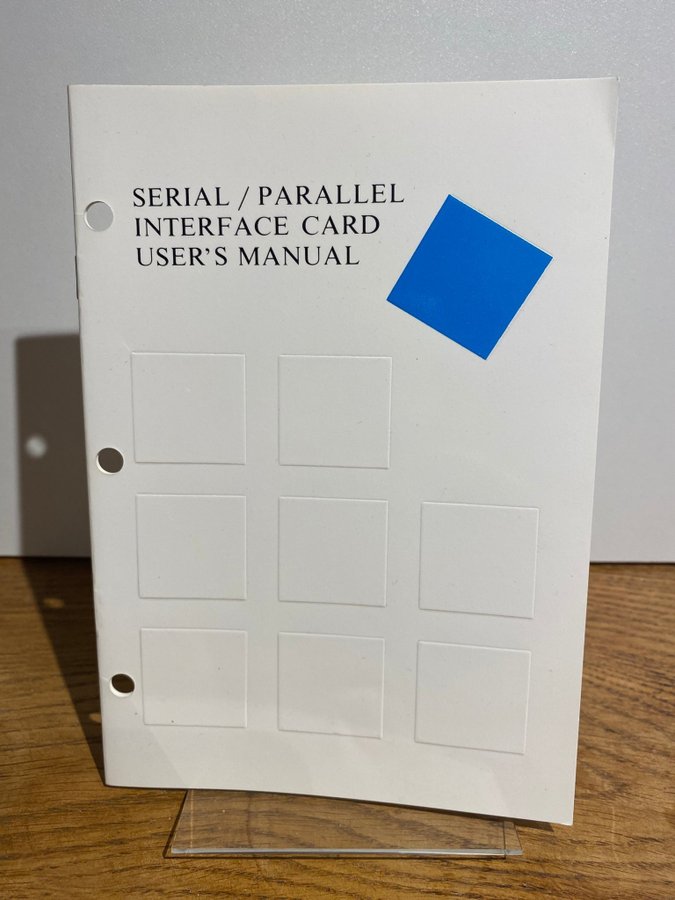 SERIAL / PARALLEL
INTERFACE CARD
USER'S MANUAL